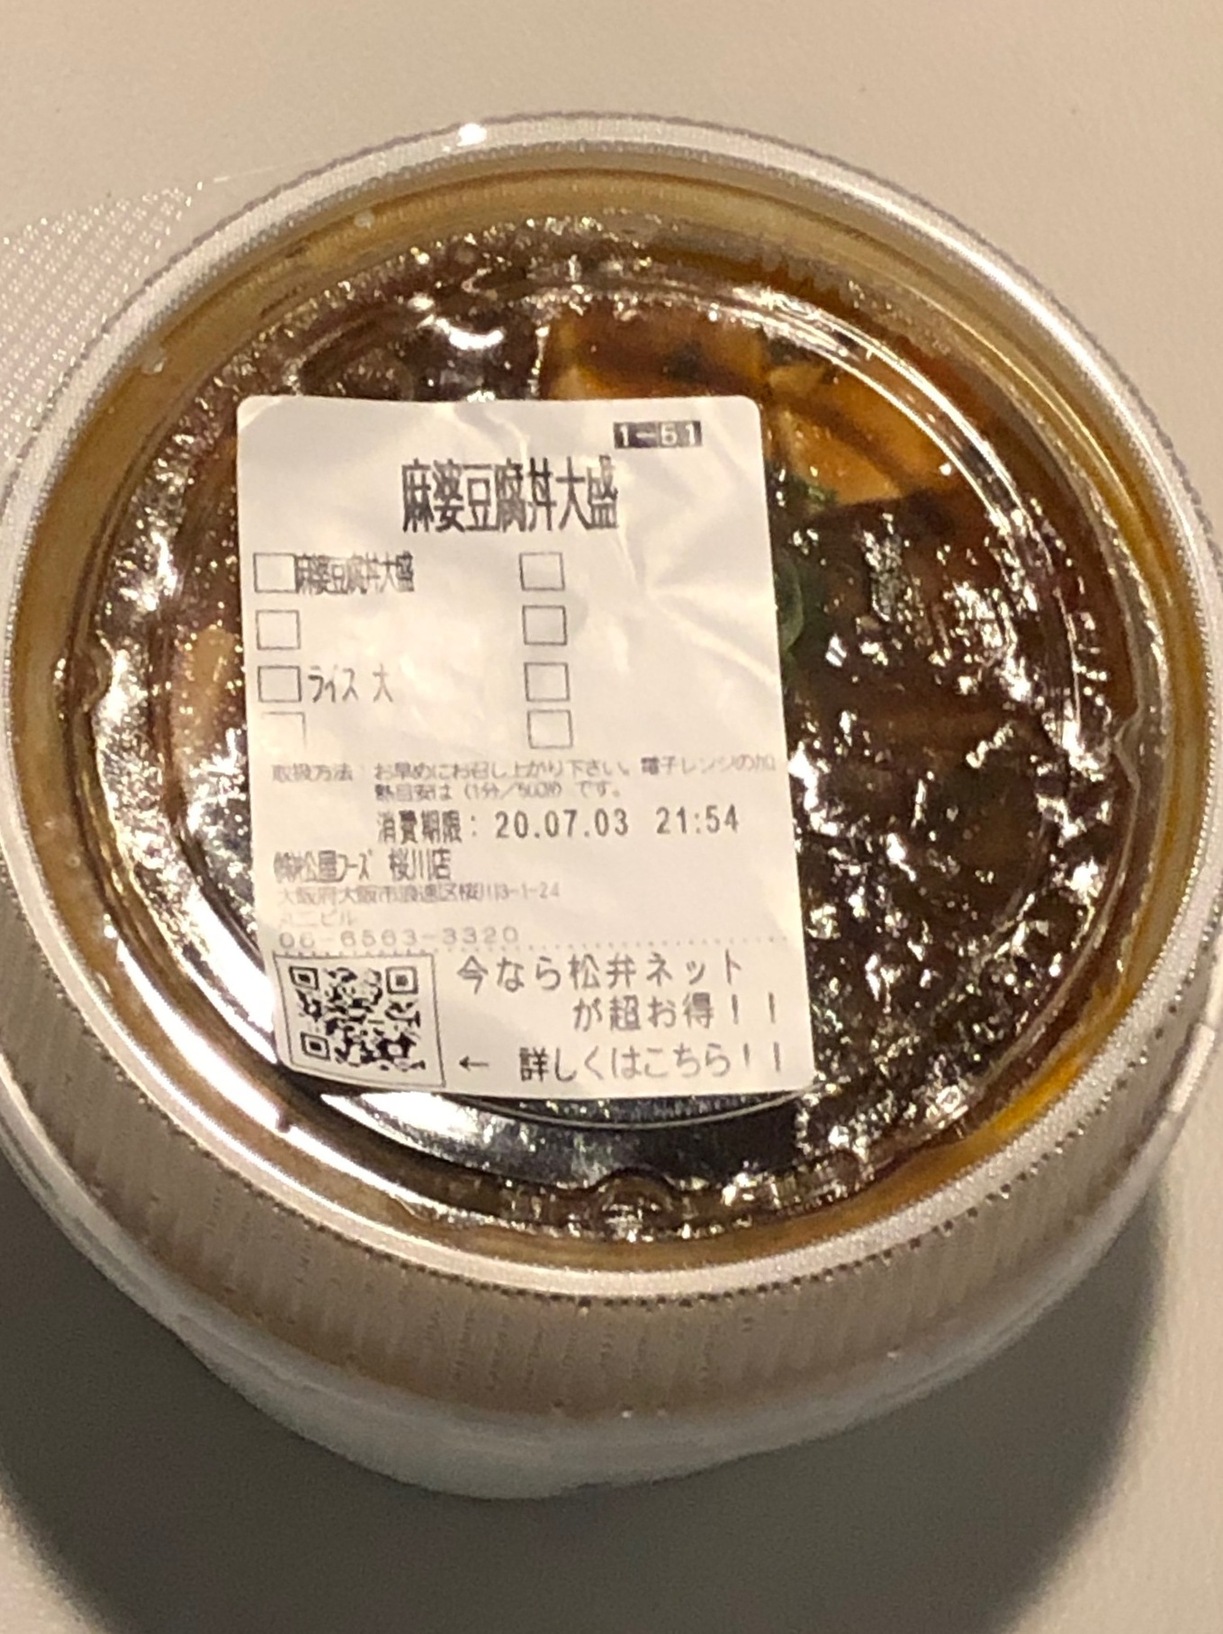 1-51
麻婆豆腐丼大盛
麻婆豆腐丼大盛
ライス 大
取扱方法：お早めにお召し上がり下さい。電子レンジの加
熱目安は（1分/500W）です。
消費期限：20.07.03 21:54
フーズ 桜川店
大阪府大阪市浪速区桜川3-1-24
ビル
06-6563-3320
今なら松弁ネット
が超お得！！
← 詳しくはこちら！！